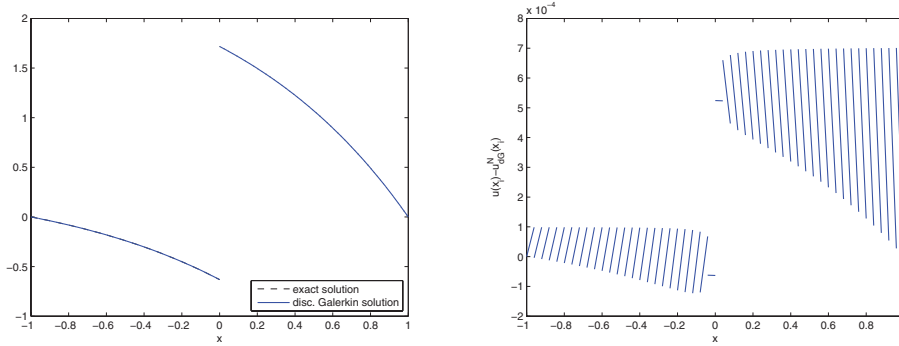 2
1.5
1
0.5
0
−0.5
−1
−1 −0.8 −0.6 −0.4 −0.2 0 0.2 0.4 0.6 0.8 1
x
exact solution
disc. Galerkin solution
x 10⁻⁴
8
7
6
5
4
3
2
1
0
−1
−2
−1 −0.8 −0.6 −0.4 −0.2 0 0.2 0.4 0.6 0.8
x
u(x_i)−u_dG^N(x_i)